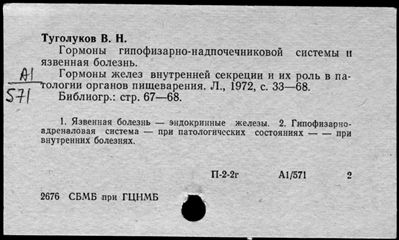 Туголуков В. Н.
Гормоны гипофизарно-надпочечниковой системы и
язвенная болезнь.
Гормоны желез внутренней секреции и их роль в па-
тологии органов пищеварения. Л., 1972, с. 33—68.
Библиогр.: стр. 67—68.
А1
571
1. Язвенная болезнь — эндокринные железы. 2. Гипофизарно-
адреналовая система — при патологических состояниях — — при
внутренних болезнях.
П-2-2г А1/571 2
2676 СБМБ при ГЦНМБ